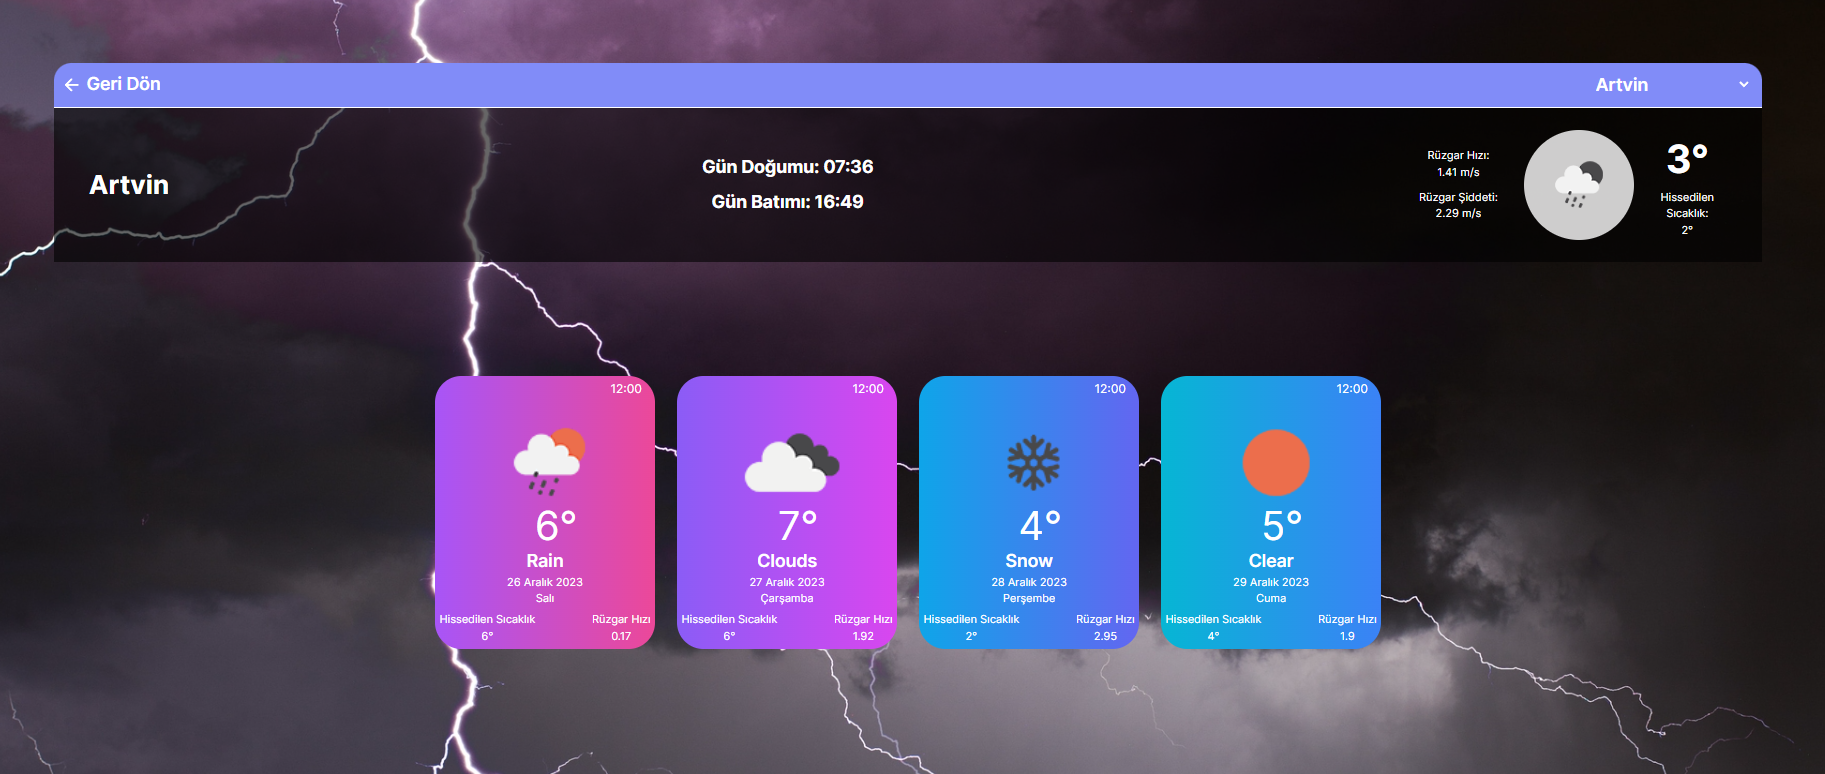 Geri Dön
Artvin
Artvin
Gün Doğumu: 07:36
Gün Batımı: 16:49
Rüzgar Hızı:
1.41 m/s
Rüzgar Şiddeti:
2.29 m/s
3°
Hissedilen
Sıcaklık:
2°
12:00
6°
Rain
26 Aralık 2023
Salı
Hissedilen Sıcaklık Rüzgar Hızı
6° 0.17
12:00
7°
Clouds
27 Aralık 2023
Çarşamba
Hissedilen Sıcaklık Rüzgar Hızı
6° 1.92
12:00
4°
Snow
28 Aralık 2023
Perşembe
Hissedilen Sıcaklık Rüzgar Hızı
2° 2.95
12:00
5°
Clear
29 Aralık 2023
Cuma
Hissedilen Sıcaklık Rüzgar Hızı
4° 1.9